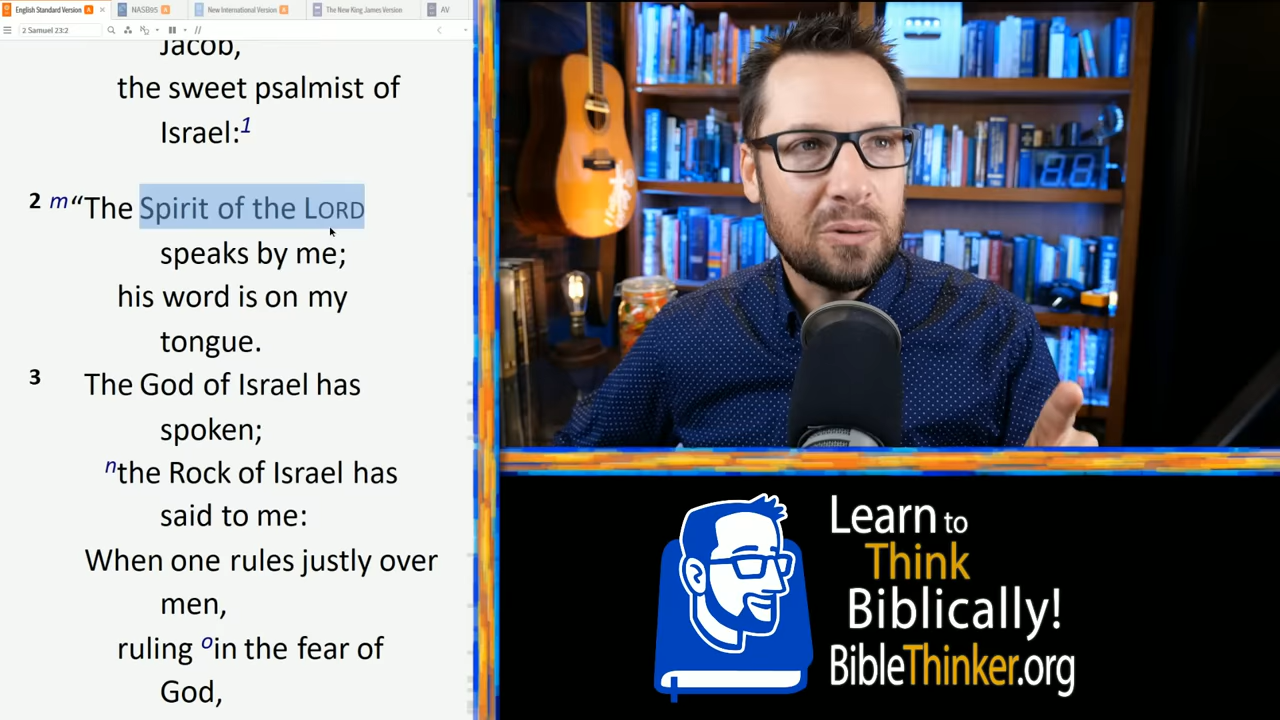 English Standard Version A
NASB95 A
New International Version A
The New King James Version
AV
2 Samuel 23:2
Jacob,
the sweet psalmist of
Israel:1
2 m“The Spirit of the LORD
speaks by me;
his word is on my
tongue.
3 The God of Israel has
spoken;
nthe Rock of Israel has
said to me:
When one rules justly over
men,
ruling oin the fear of
God,
Learn to
Think
Biblically!
BibleThinker.org